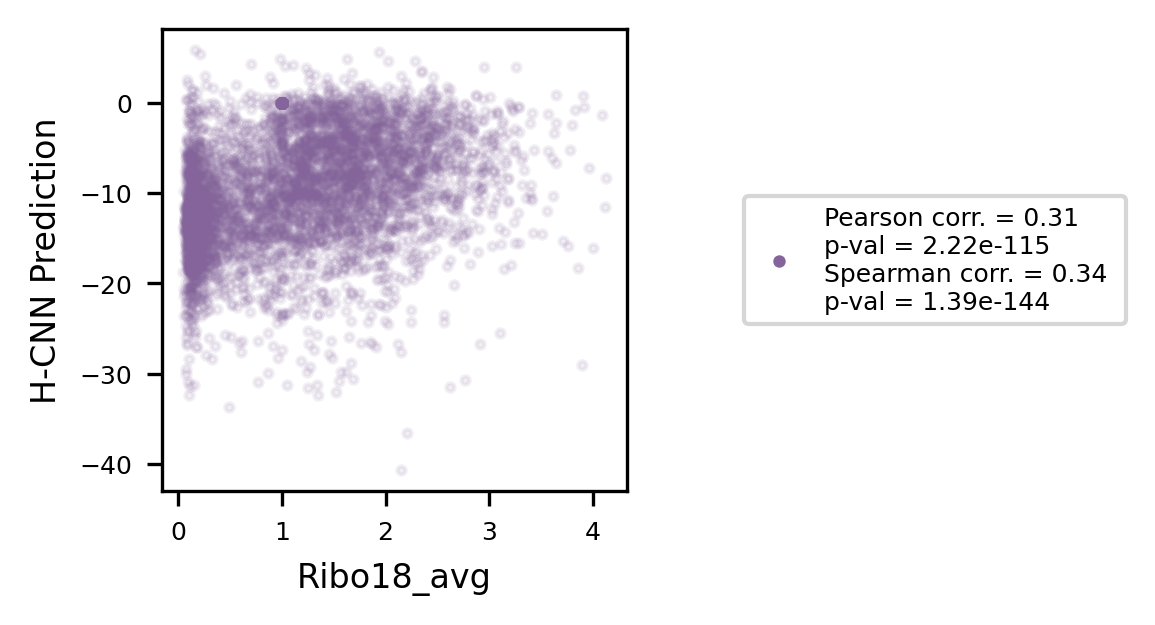 H-CNN Prediction
0
−10
−20
−30
−40
0 1 2 3 4
Ribo18_avg
Pearson corr. = 0.31
p-val = 2.22e-115
Spearman corr. = 0.34
p-val = 1.39e-144